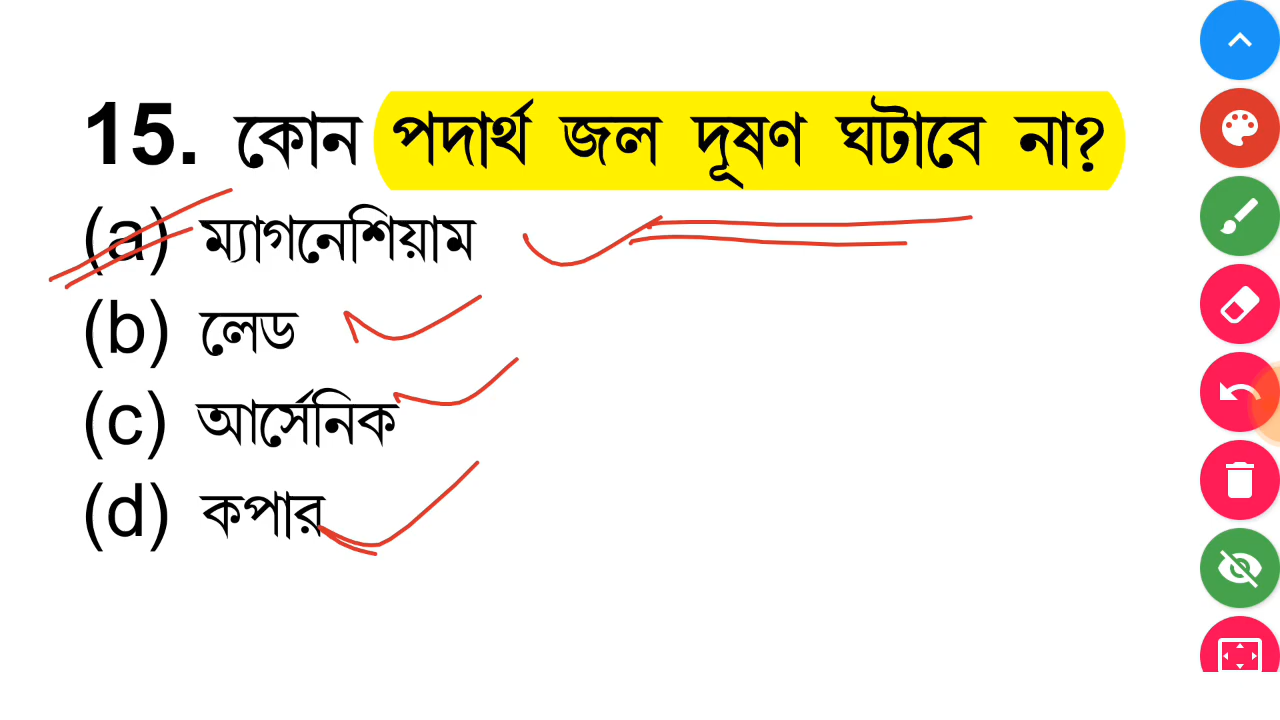 15. কোন পদার্থ জল দূষণ ঘটাবে না?
(a) ম্যাগনেশিয়াম
(b) লেড
(c) আর্সেনিক
(d) কপার